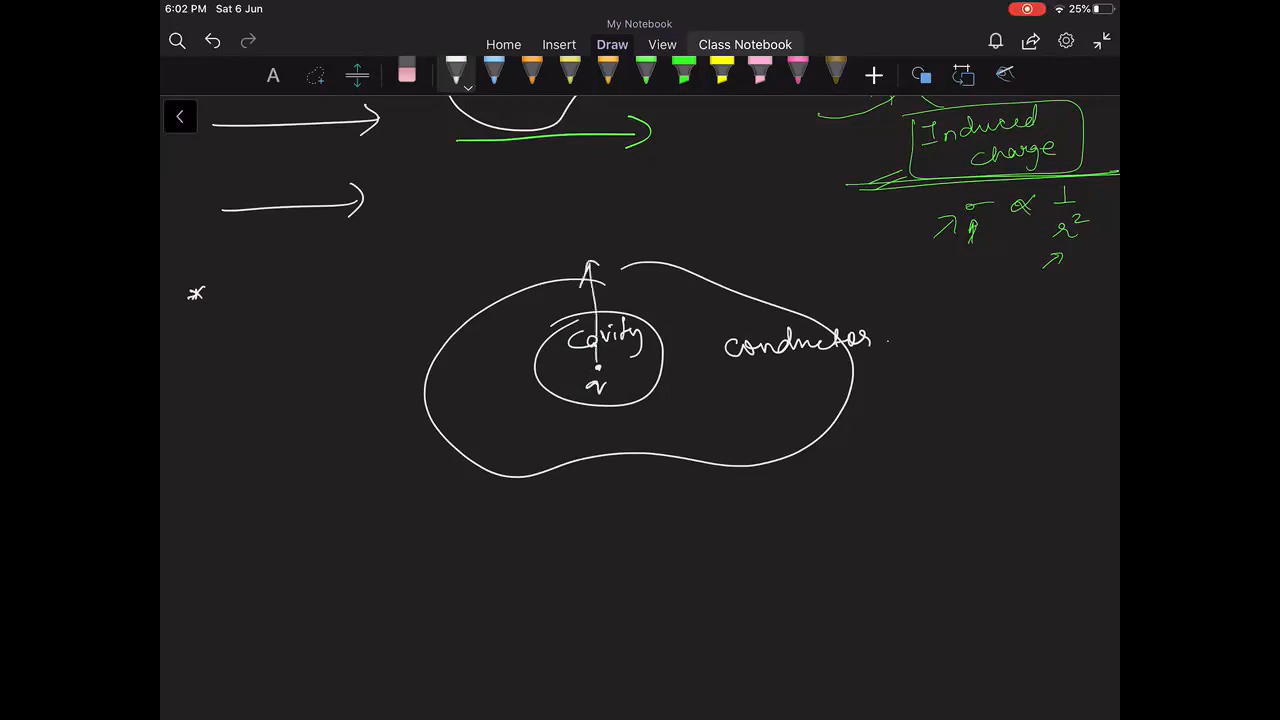 6:02 PM Sat 6 Jun
25%
My Notebook
Home Insert Draw View Class Notebook
A
Induced
charge
σ ∝ 1
r²
*
Cavity
conductor.
q